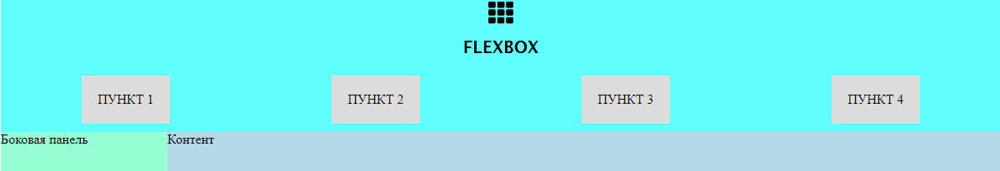 FLEXBOX
ПУНКТ 1 ПУНКТ 2 ПУНКТ 3 ПУНКТ 4
Боковая панель Контент